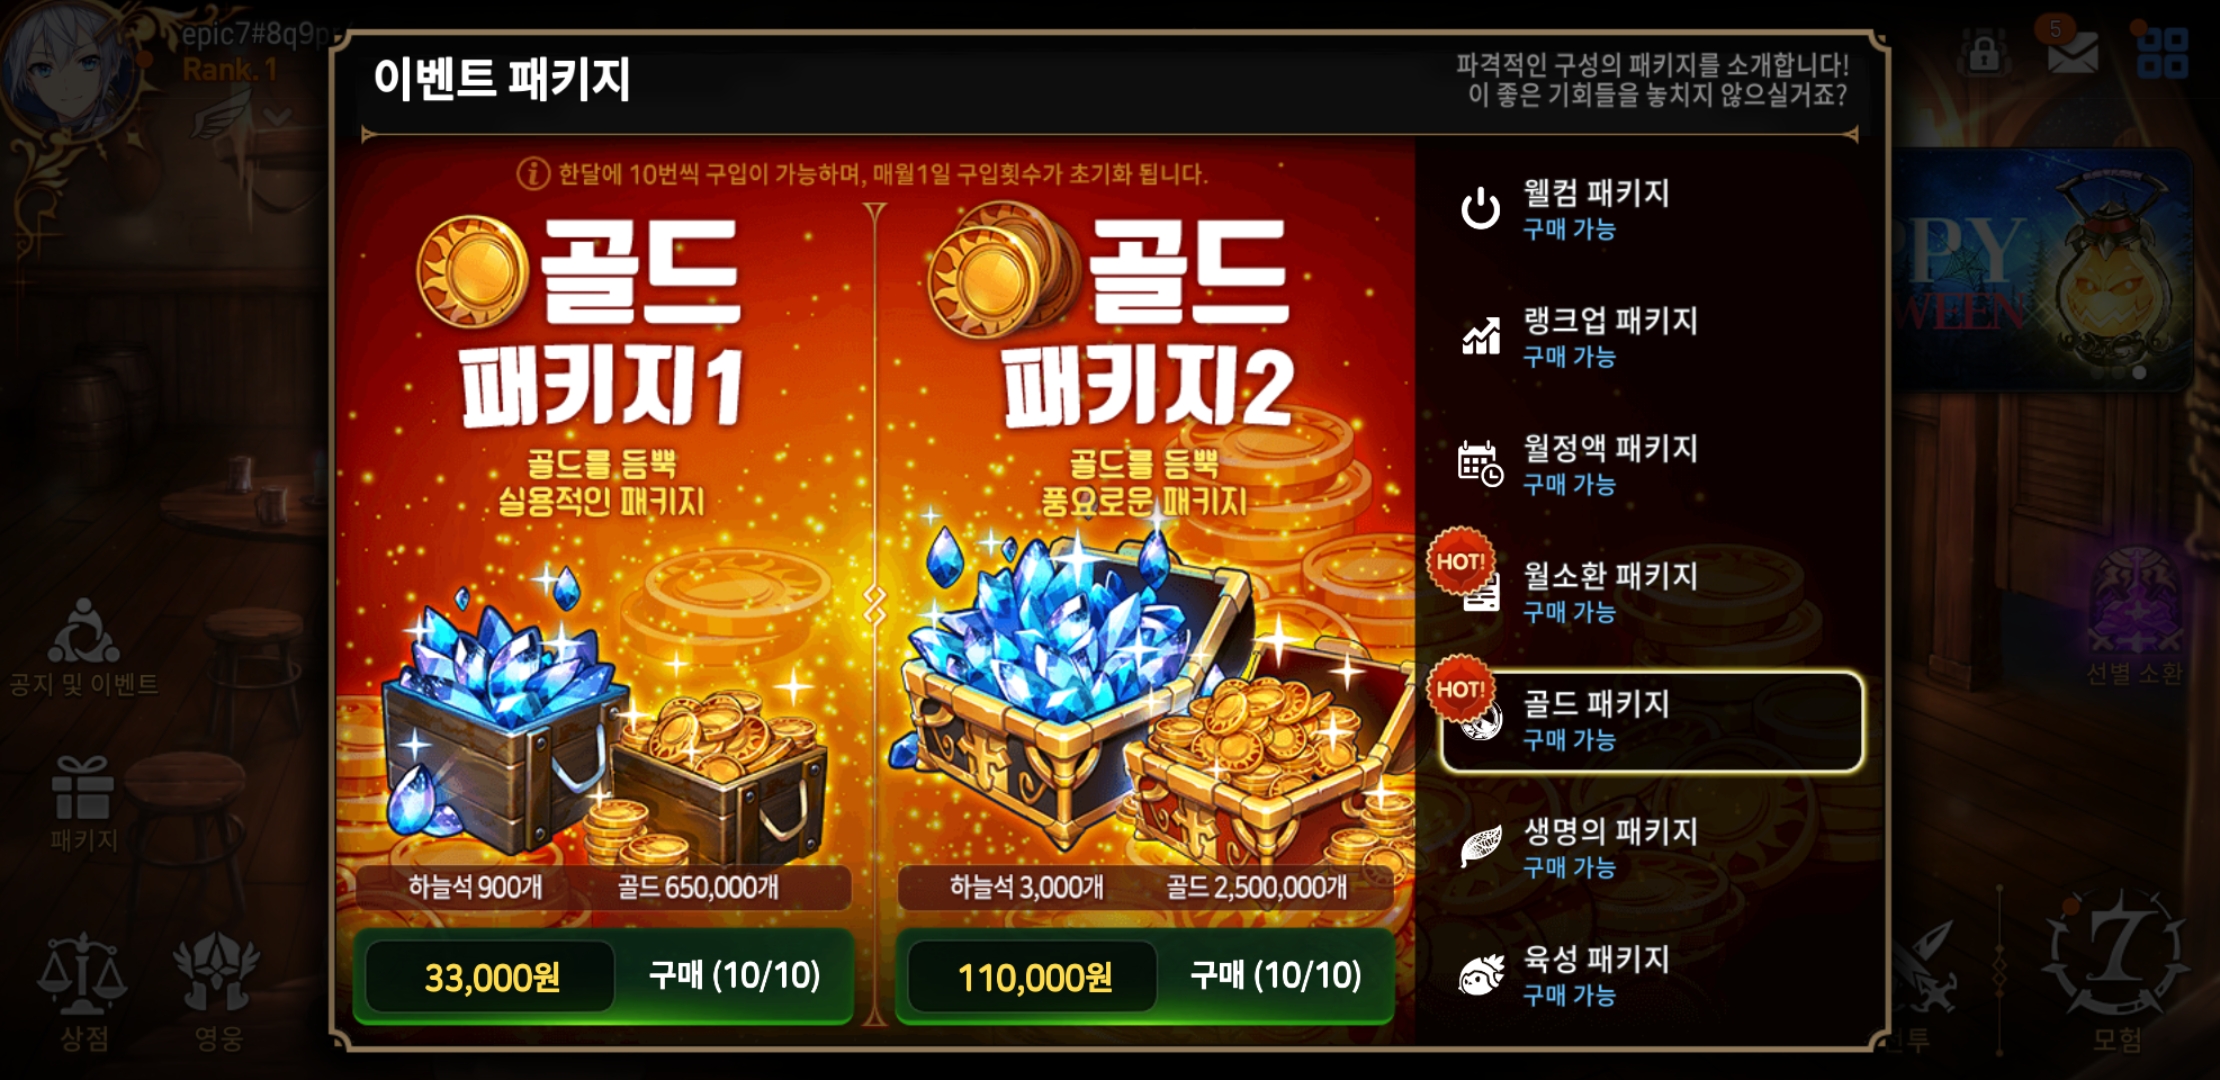 epic7#8q9p
Rank.1
5
이벤트 패키지
파격적인 구성의 패키지를 소개합니다!
이 좋은 기회들을 놓치지 않으실거죠?
한달에 10번씩 구입이 가능하며, 매월1일 구입횟수가 초기화 됩니다.
골드
패키지1
골드를 듬뿍
실용적인 패키지
하늘석 900개 골드 650,000개
33,000원 구매 (10/10)
골드
패키지2
골드를 듬뿍
풍요로운 패키지
하늘석 3,000개 골드 2,500,000개
110,000원 구매 (10/10)
웰컴 패키지
구매 가능
랭크업 패키지
구매 가능
월정액 패키지
구매 가능
HOT!
월소환 패키지
구매 가능
HOT!
골드 패키지
구매 가능
생명의 패키지
구매 가능
육성 패키지
구매 가능
공지 및 이벤트
패키지
상점
영웅
PPY
WEEN
선별 소환
7
모험